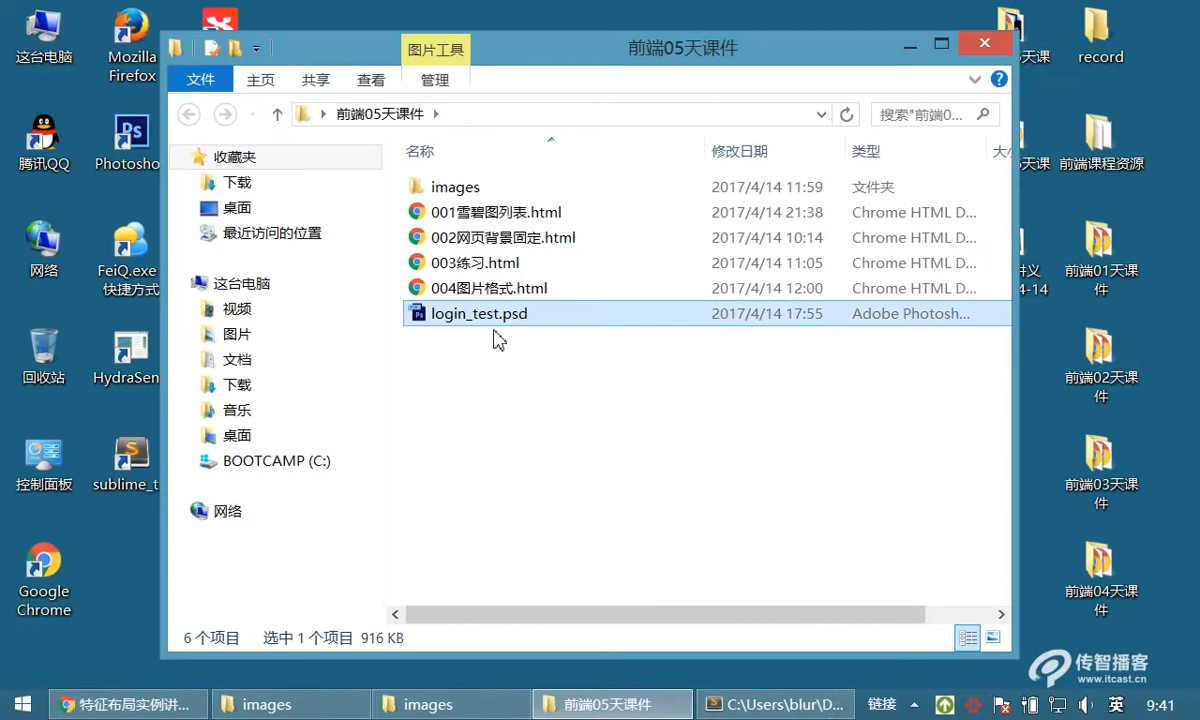 这台电脑
Mozilla
Firefox
腾讯QQ
Photosho
网络
FeiQ.exe
快捷方式
回收站
HydraSen
控制面板
sublime_t
Google
Chrome
图片工具
前端05天课件
文件
主页
共享
查看
管理
前端05天课件
搜索"前端0...
收藏夹
下载
桌面
最近访问的位置
这台电脑
视频
图片
文档
下载
音乐
桌面
BOOTCAMP (C:)
网络
名称 修改日期 类型 大
images 2017/4/14 11:59 文件夹
001雪碧图列表.html 2017/4/14 21:38 Chrome HTML D...
002网页背景固定.html 2017/4/14 10:14 Chrome HTML D...
003练习.html 2017/4/14 11:05 Chrome HTML D...
004图片格式.html 2017/4/14 12:00 Chrome HTML D...
login_test.psd 2017/4/14 17:55 Adobe Photosh...
6 个项目 选中 1 个项目 916 KB
天课
record
天课
前端课程资源
讲义
4-14
前端01天课
件
前端02天课
件
前端03天课
件
前端04天课
件
传智播客
www.itcast.cn
特征布局实例讲...
images
images
前端05天课件
C:\Users\blur\D...
链接
英
9:41